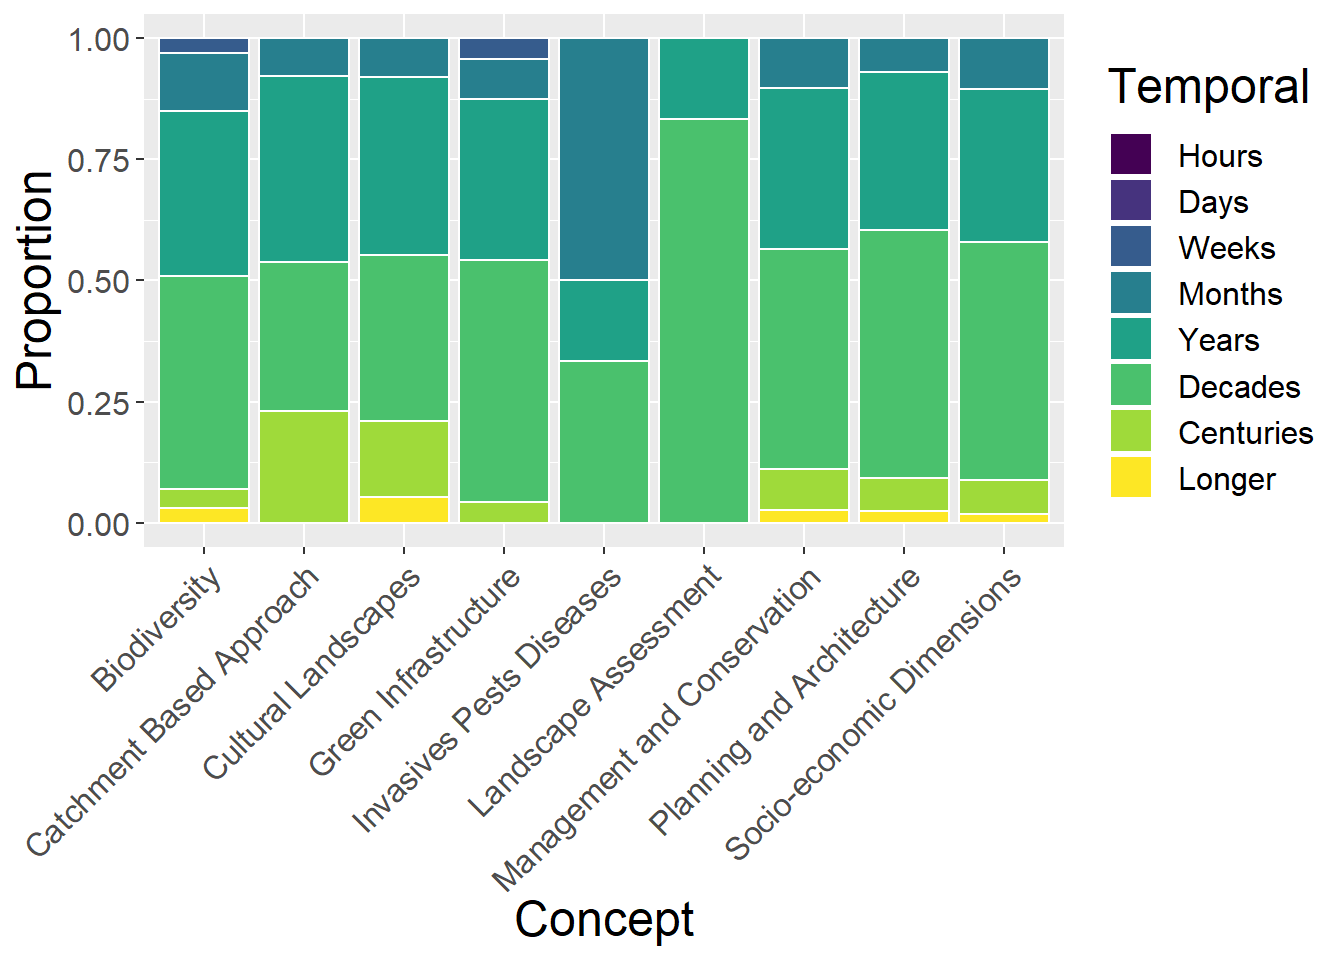 Proportion
1.00
0.75
0.50
0.25
0.00
Biodiversity
Catchment Based Approach
Cultural Landscapes
Green Infrastructure
Invasives Pests Diseases
Landscape Assessment
Management and Conservation
Planning and Architecture
Socio-economic Dimensions
Concept
Temporal
Hours
Days
Weeks
Months
Years
Decades
Centuries
Longer